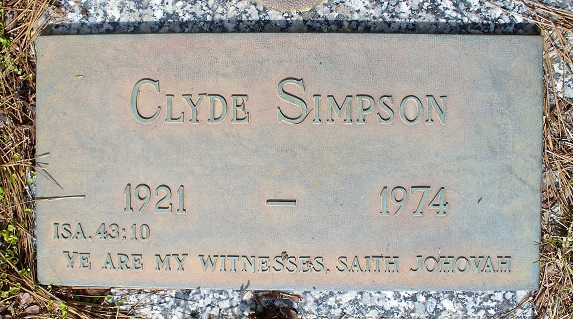 CLYDE SIMPSON
1921 — 1974
ISA. 43:10
YE ARE MY WITNESSES, SAITH JOHOVAH